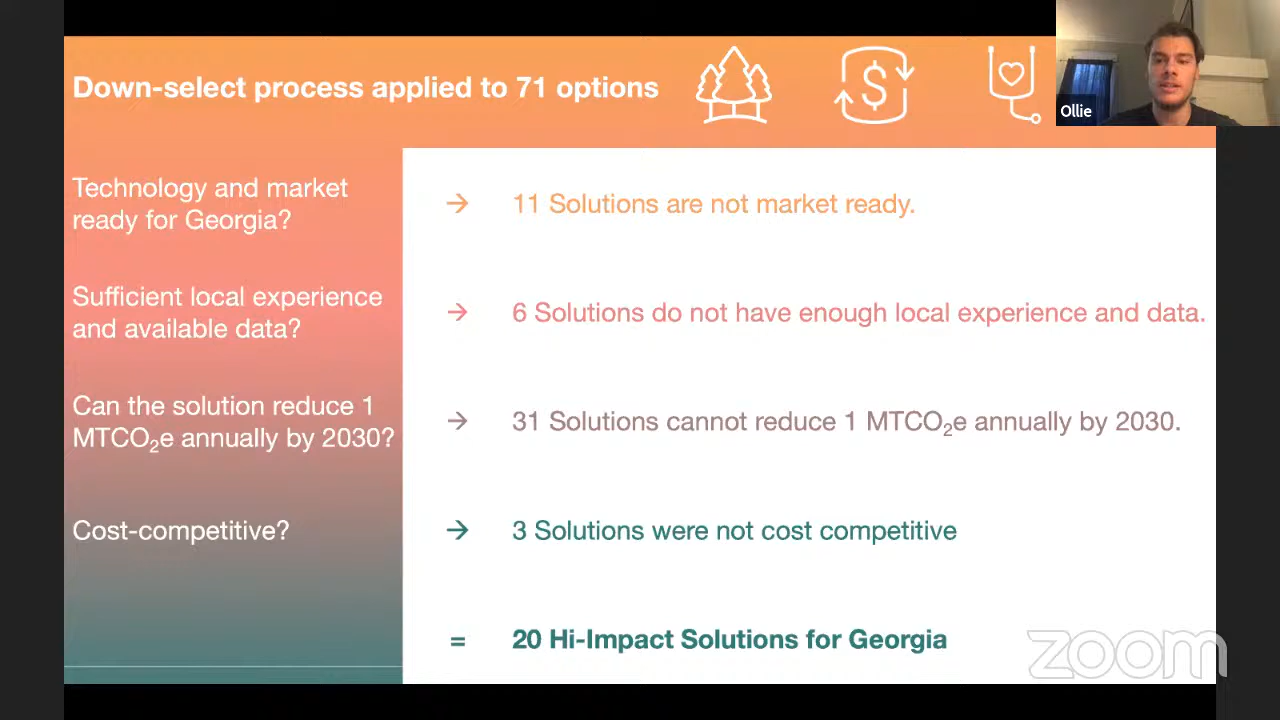 Down-select process applied to 71 options
$
Ollie
Technology and market
ready for Georgia?
→ 11 Solutions are not market ready.
Sufficient local experience
and available data?
→ 6 Solutions do not have enough local experience and data.
Can the solution reduce 1
MTCO₂e annually by 2030?
→ 31 Solutions cannot reduce 1 MTCO₂e annually by 2030.
Cost-competitive?
→ 3 Solutions were not cost competitive
= 20 Hi-Impact Solutions for Georgia
zoom